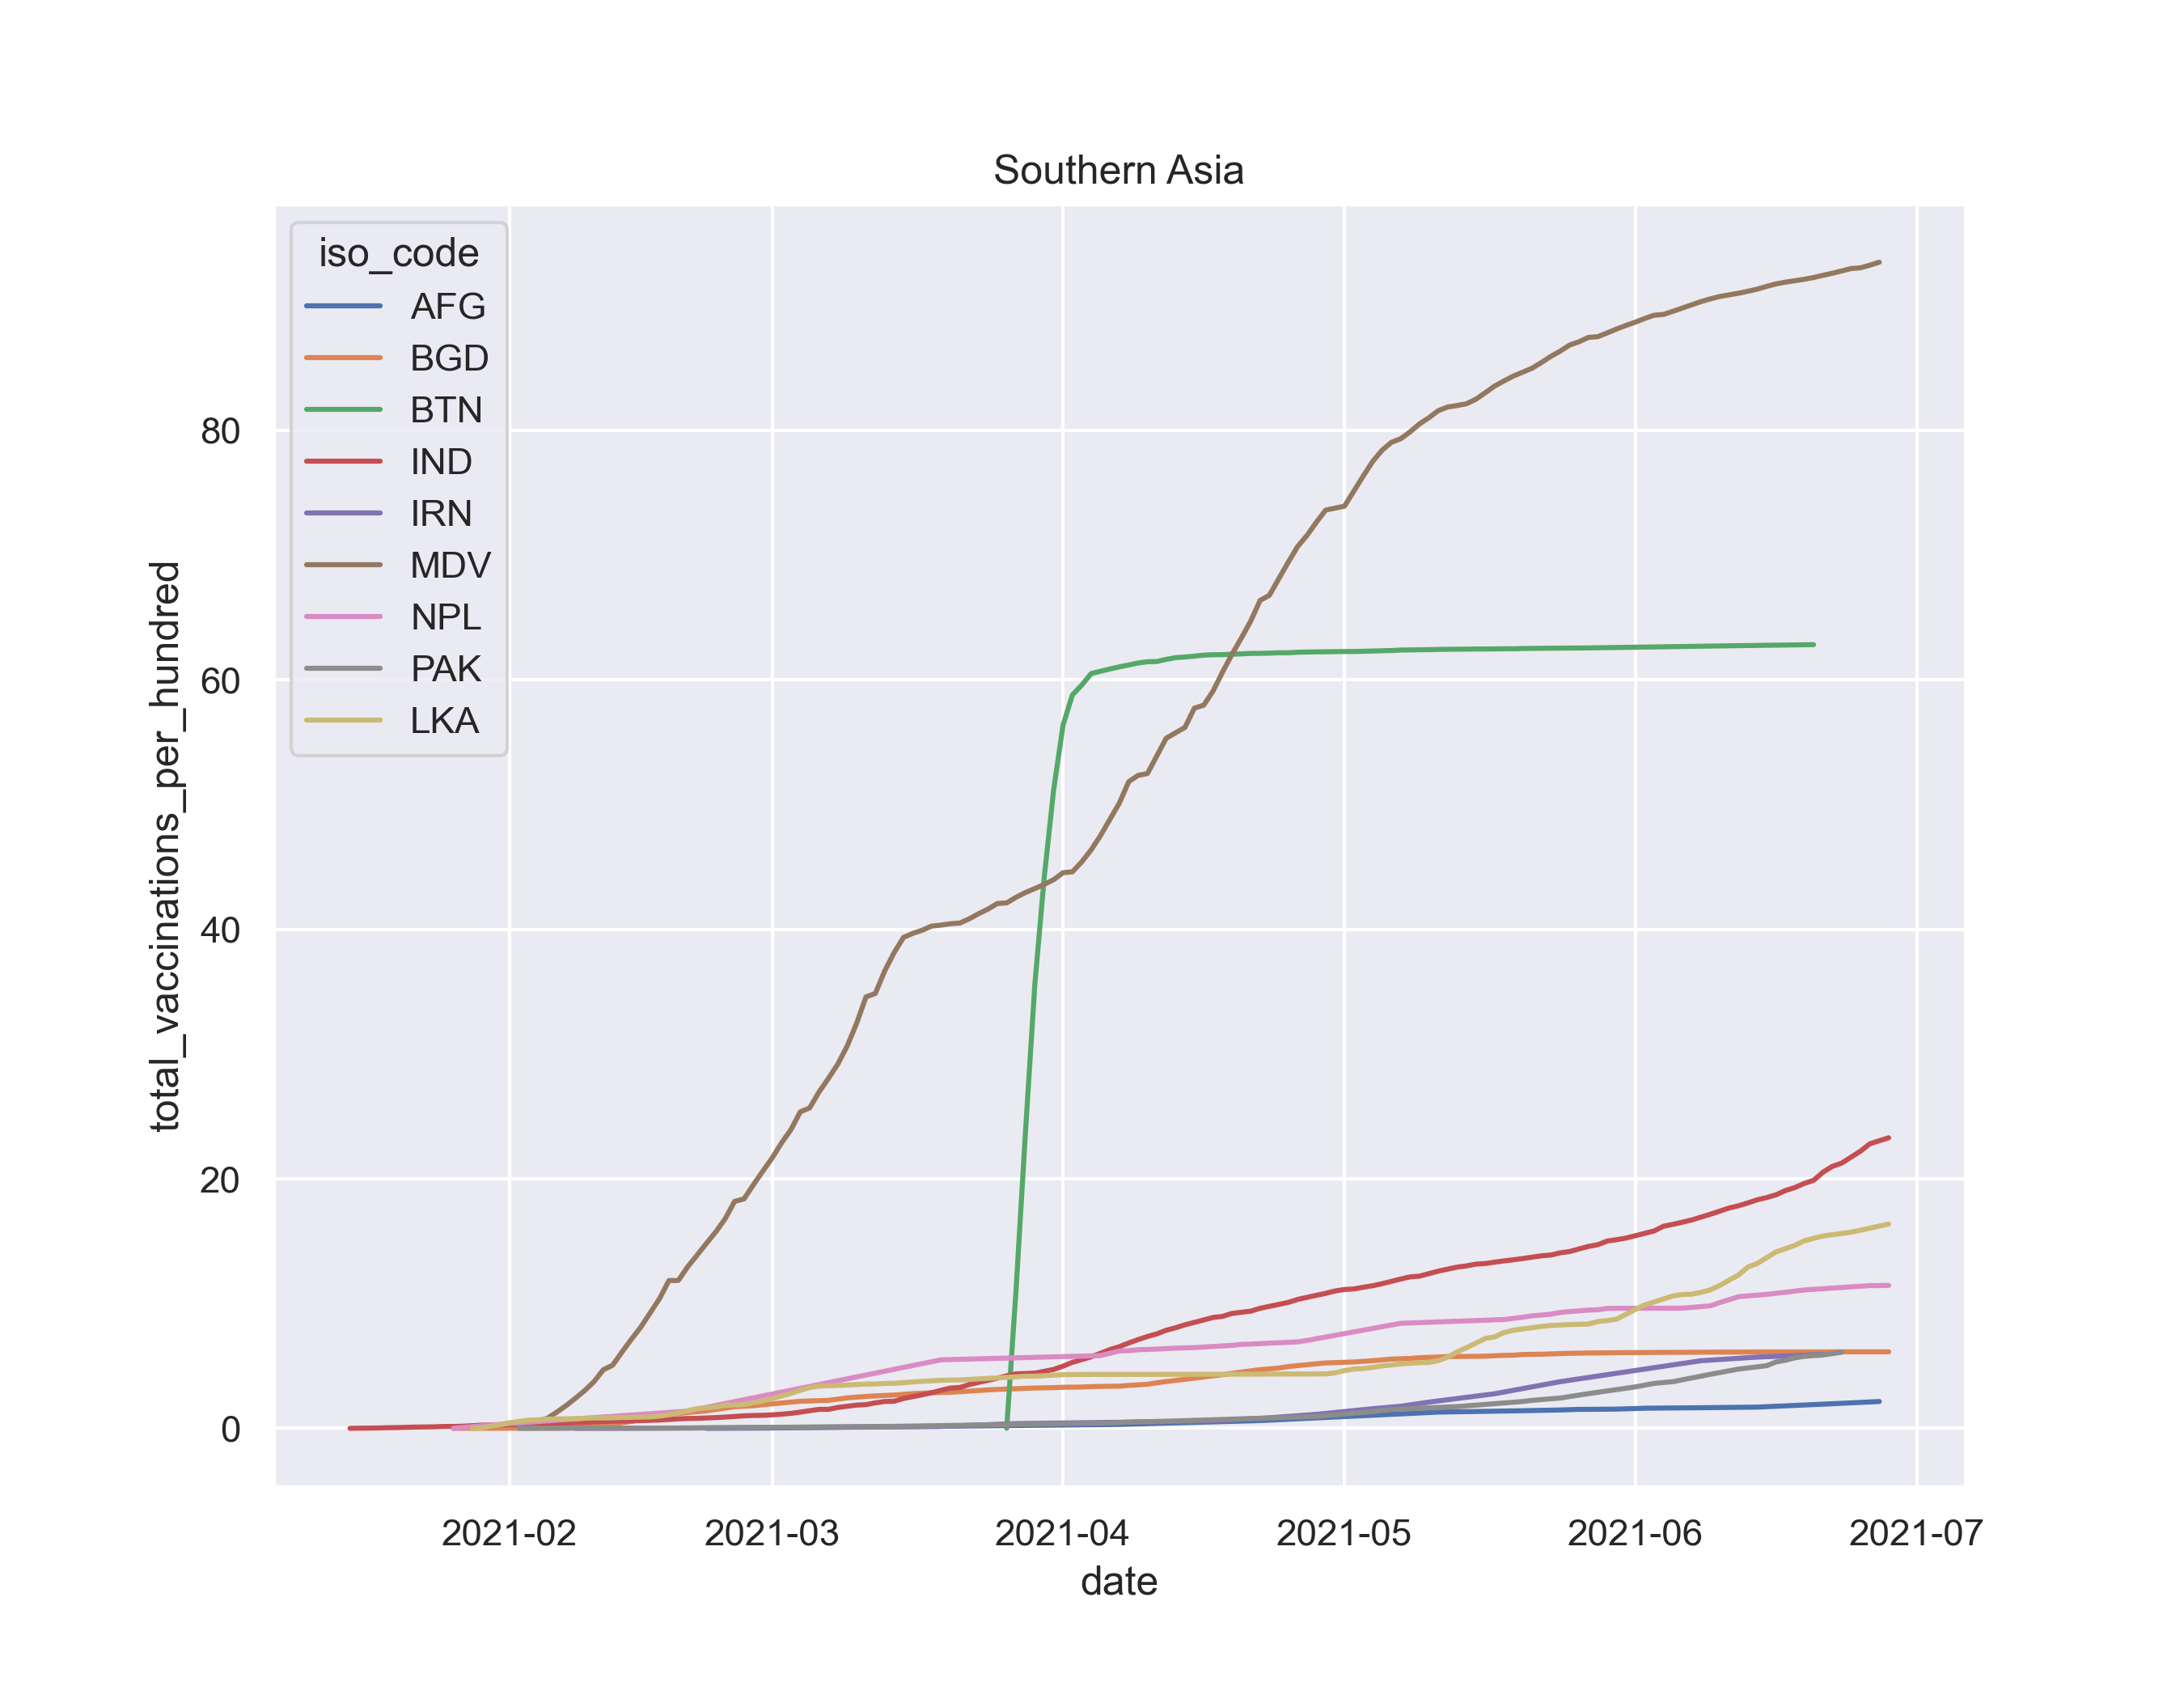 Southern Asia
iso_code
AFG
BGD
BTN
IND
IRN
MDV
NPL
PAK
LKA
total_vaccinations_per_hundred
80
60
40
20
0
2021-02 2021-03 2021-04 2021-05 2021-06 2021-07
date